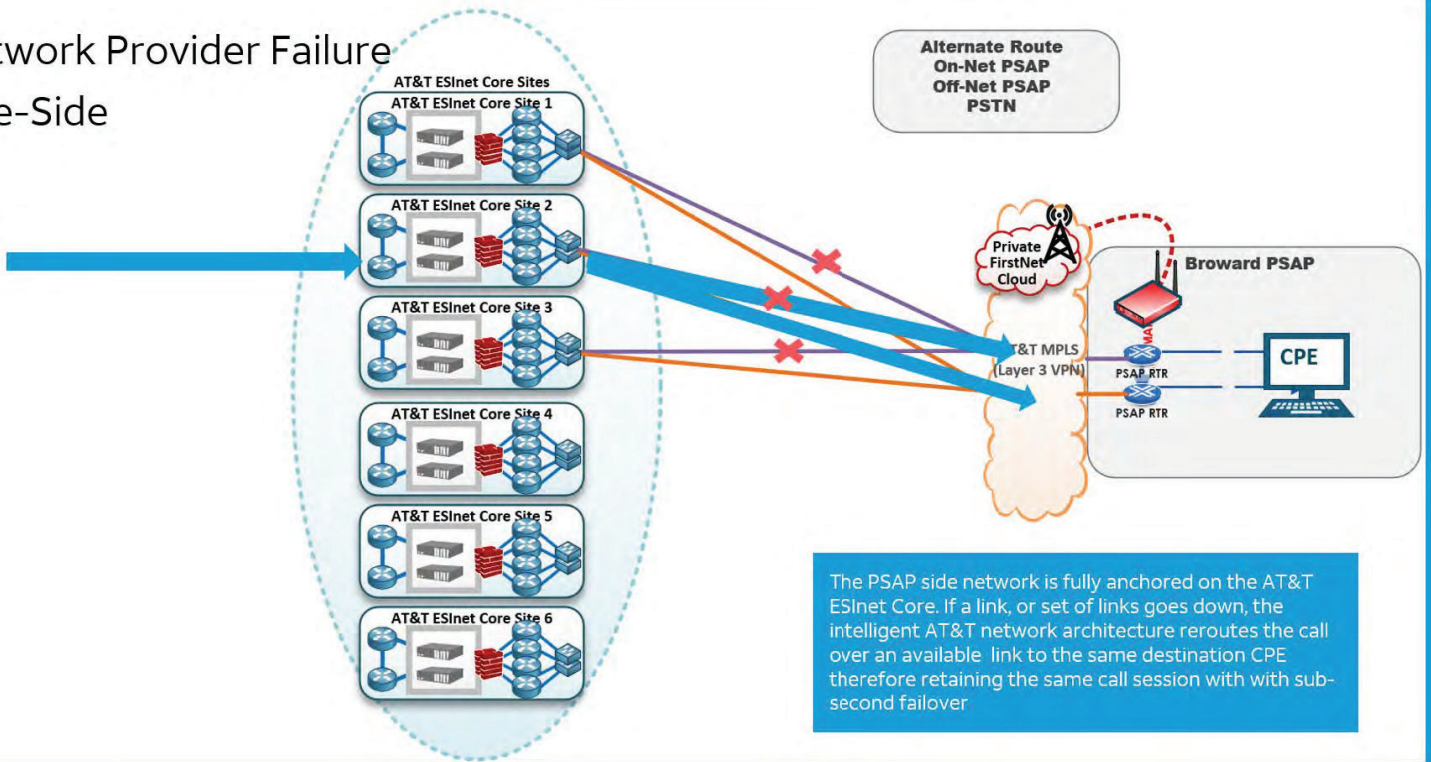 twork Provider Failure
e-Side
AT&T ESInet Core Sites
AT&T ESInet Core Site 1
AT&T ESInet Core Site 2
AT&T ESInet Core Site 3
AT&T ESInet Core Site 4
AT&T ESInet Core Site 5
AT&T ESInet Core Site 6
Alternate Route
On-Net PSAP
Off-Net PSAP
PSTN
Private
FirstNet
Cloud
T&T MPLS
(Layer 3 VPN)
Broward PSAP
PSAP RTR
PSAP RTR
CPE
The PSAP side network is fully anchored on the AT&T
ESInet Core. If a link, or set of links goes down, the
intelligent AT&T network architecture reroutes the call
over an available link to the same destination CPE
therefore retaining the same call session with with sub-
second failover